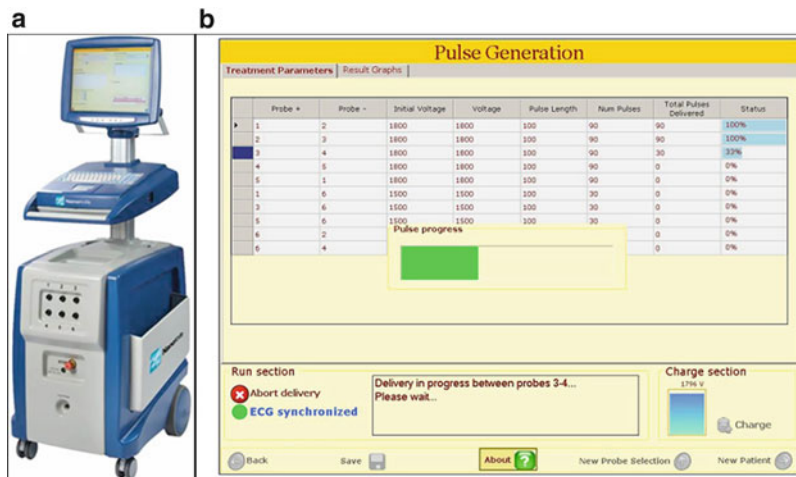 a
b
Pulse Generation
Treatment Parameters Result Graphs
Probe + Probe - Initial Voltage Voltage Pulse Length Num Pulses Total Pulses Delivered Status
1 2 1800 1800 100 90 90 100%
2 3 1800 1800 100 90 90 100%
3 4 1800 1800 100 90 30 33%
4 5 1800 1800 100 90 0 0%
5 1 1800 1800 100 90 0 0%
1 6 1500 1500 100 30 0 0%
3 6 1500 1500 100 30 0 0%
5 6 1500 1500 100 30 0 0%
6 2 0 0%
6 4 0 0%
Pulse progress
Run section
Abort delivery
ECG synchronized
Delivery in progress between probes 3-4...
Please wait...
Charge section
1796 V
Charge
Back Save About ? New Probe Selection New Patient